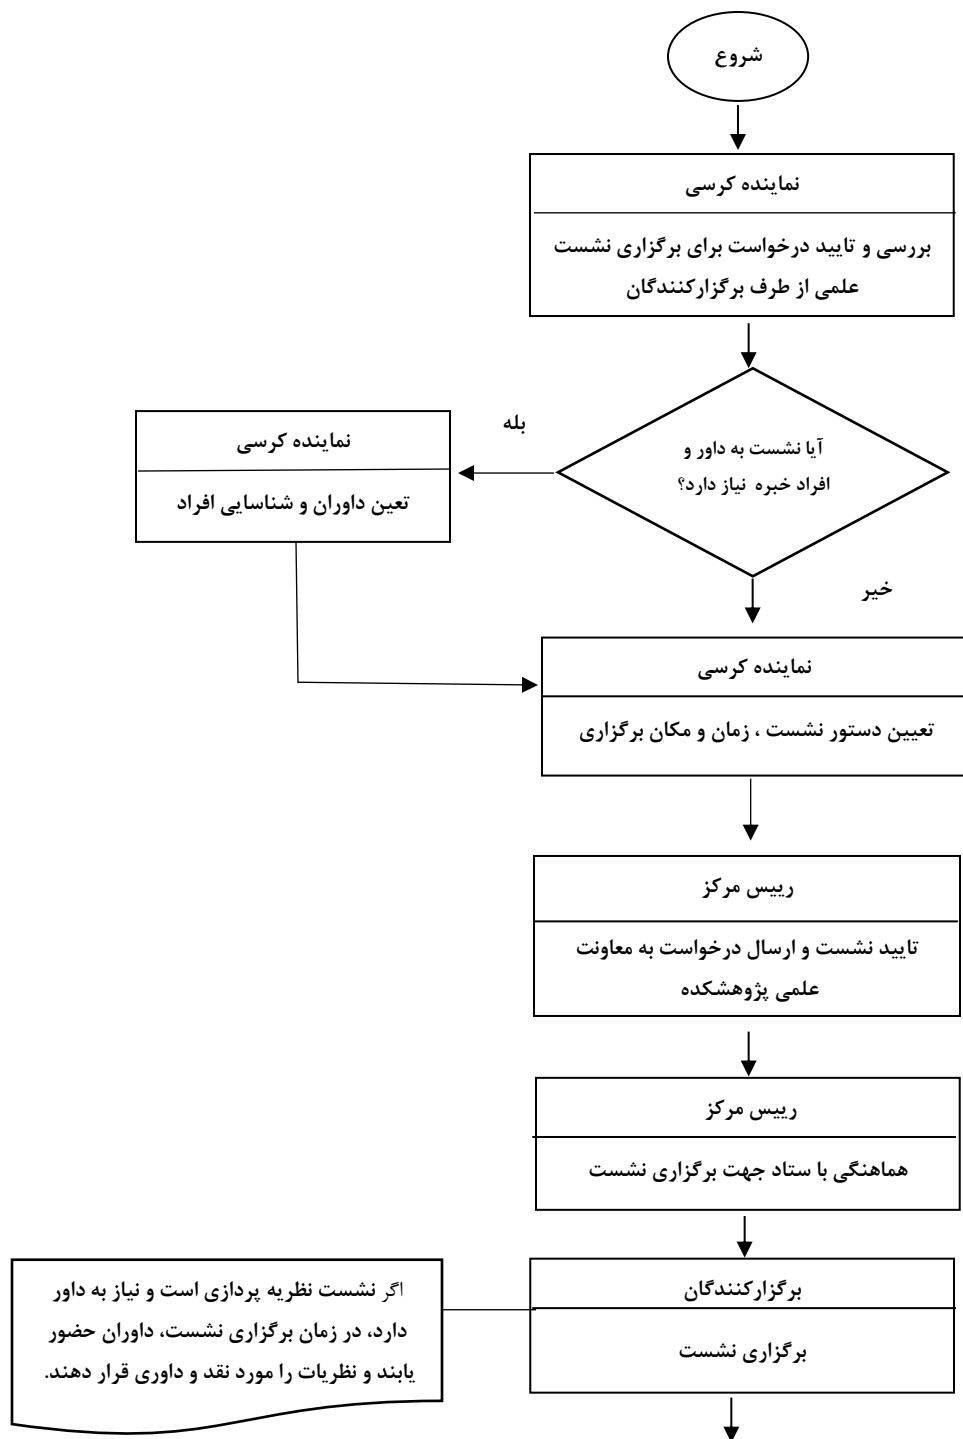 شروع
نماینده کرسی
بررسی و تایید درخواست برای برگزاری نشست
علمی از طرف برگزارکنندگان
آیا نشست به داور و
افراد خبره نیاز دارد؟
بله
نماینده کرسی
تعین داوران و شناسایی افراد
خیر
نماینده کرسی
تعیین دستور نشست ، زمان و مکان برگزاری
رییس مرکز
تایید نشست و ارسال درخواست به معاونت
علمی پژوهشکده
رییس مرکز
هماهنگی با ستاد جهت برگزاری نشست
برگزارکنندگان
برگزاری نشست
اگر نشست نظریه پردازی است و نیاز به داور
دارد، در زمان برگزاری نشست، داوران حضور
یابند و نظریات را مورد نقد و داوری قرار دهند.